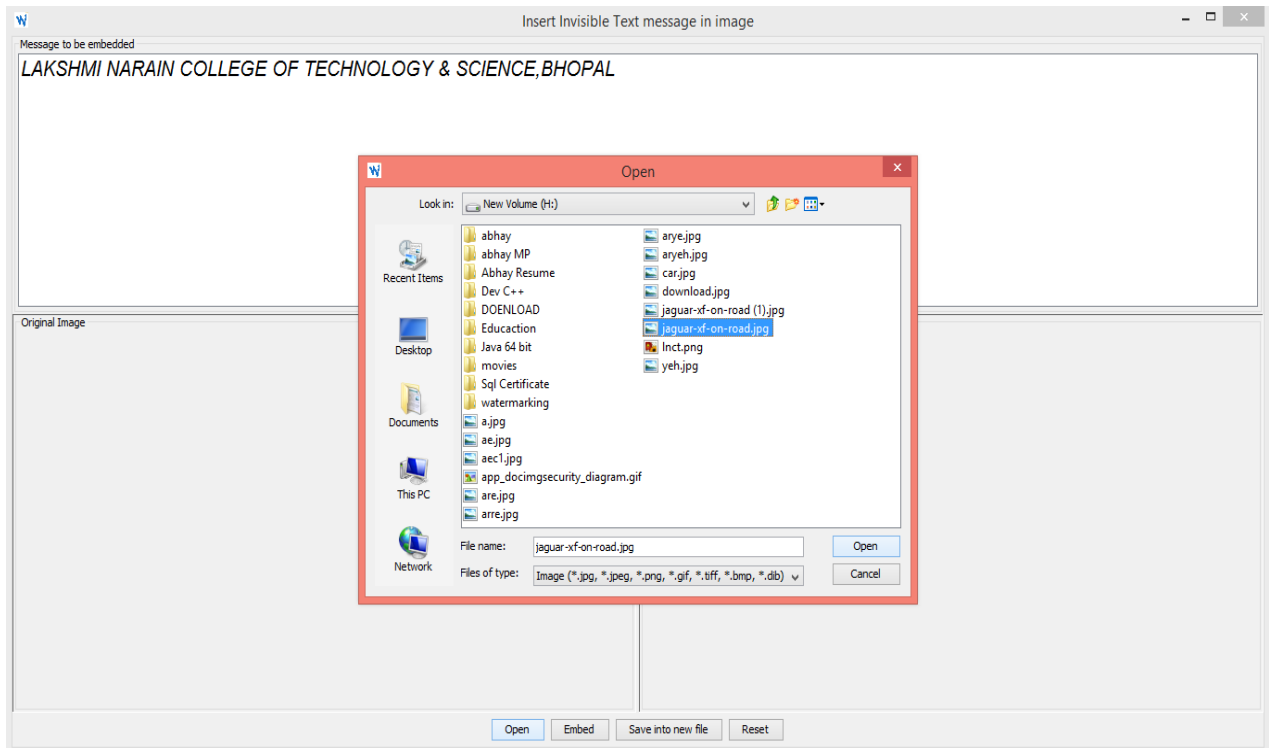 Insert Invisible Text message in image
Message to be embedded
LAKSHMI NARAIN COLLEGE OF TECHNOLOGY & SCIENCE,BHOPAL
Open
Look in:
New Volume (H:)
Recent Items
Desktop
Documents
This PC
Network
abhay
abhay MP
Abhay Resume
Dev C++
DOENLOAD
Educaction
Java 64 bit
movies
Sql Certificate
watermarking
a.jpg
ae.jpg
aec1.jpg
app_docimgsecurity_diagram.gif
are.jpg
arre.jpg
arye.jpg
aryeh.jpg
car.jpg
download.jpg
jaguar-xf-on-road (1).jpg
jaguar-xf-on-road.jpg
lnct.png
yeh.jpg
File name:
jaguar-xf-on-road.jpg
Open
Files of type:
Image (*.jpg, *.jpeg, *.png, *.gif, *.tiff, *.bmp, *.dib)
Cancel
Original Image
Open
Embed
Save into new file
Reset